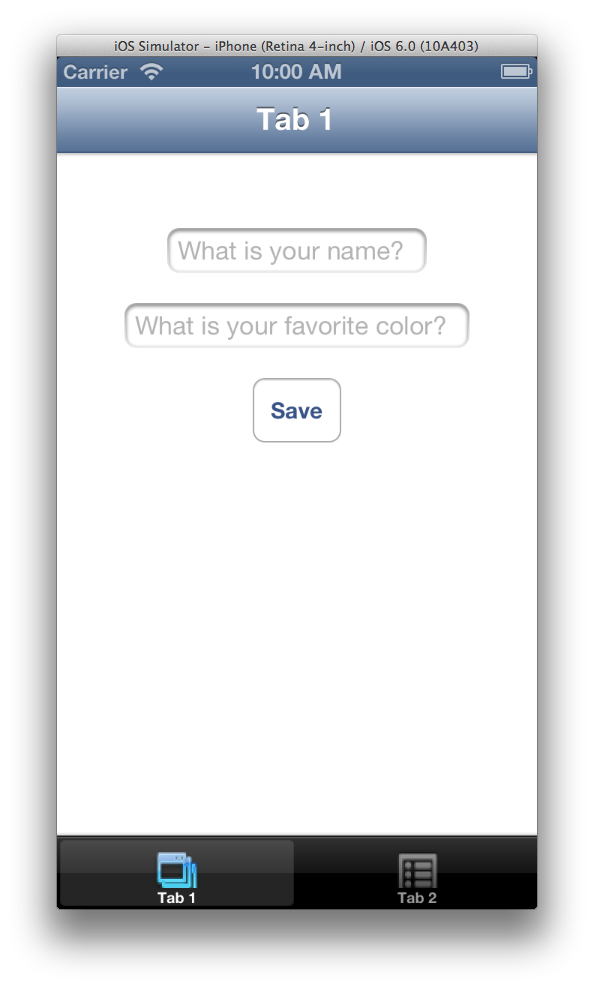 iOS Simulator – iPhone (Retina 4-inch) / iOS 6.0 (10A403)
Carrier 10:00 AM
Tab 1
What is your name?
What is your favorite color?
Save
Tab 1 Tab 2